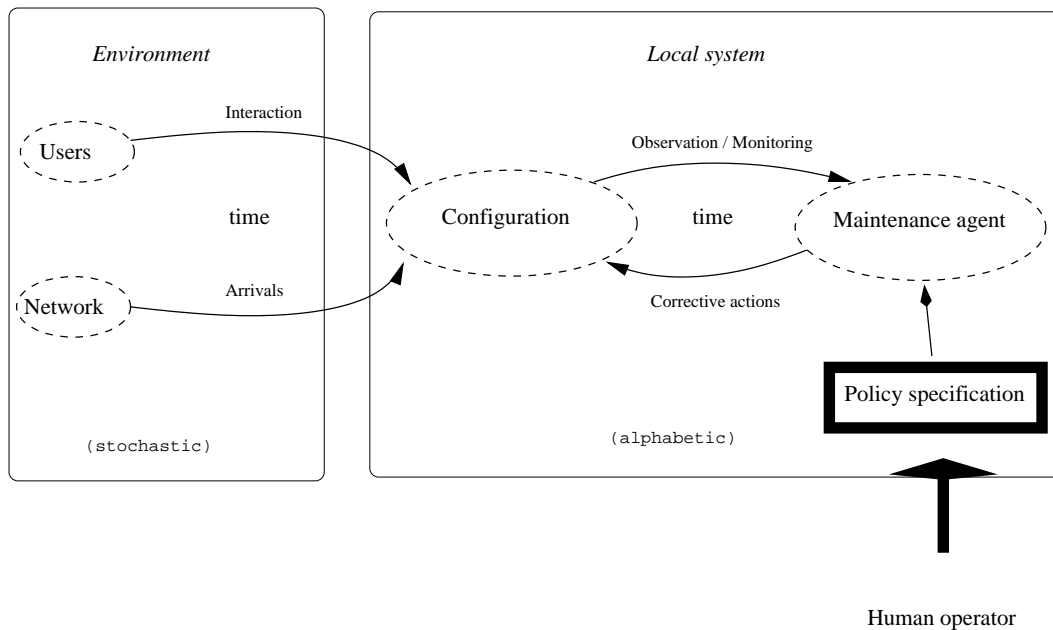 Environment
Local system
Interaction
Users
Observation / Monitoring
time
Configuration
time
Maintenance agent
Arrivals
Network
Corrective actions
Policy specification
(stochastic)
(alphabetic)
Human operator